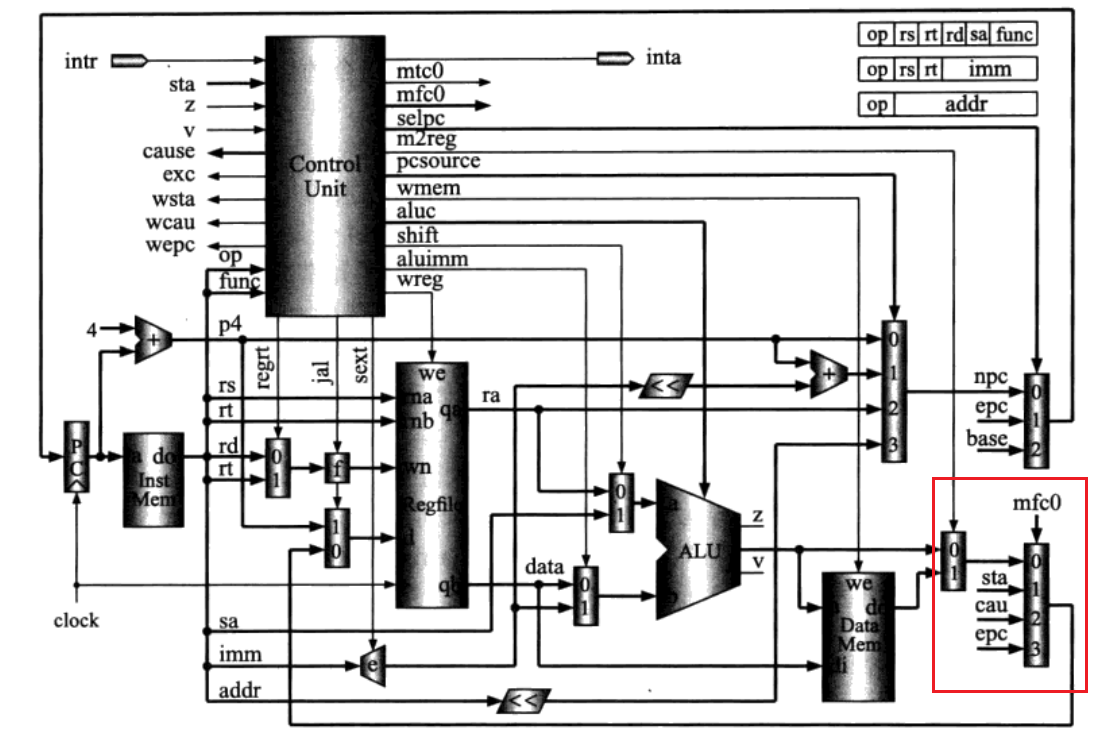 op rs rt rd sa func
intr
inta
mtc0
op rs rt imm
sta
mfc0
z
op addr
selpc
v
m2reg
cause
Control
Unit
pcsource
exc
wmem
wsta
aluc
wcau
shift
wepc
aluimm
op
wreg
func
4
+
p4
0
regrt
jal
sext
we
+
1
<<
npc
0
rs
na
qa
ra
2
epc
1
rt
nb
base
2
P
C
a do
Inst
Mem
rd
0
f
wn
3
rt
1
mfc0
Regfile
0
a
1
1
z
0
d
ALU
0
0
v
1
sta
1
data
0
we
qb
1
b
cau
2
clock
a do
Data
Mem
epc
3
sa
di
imm
e
addr
<<